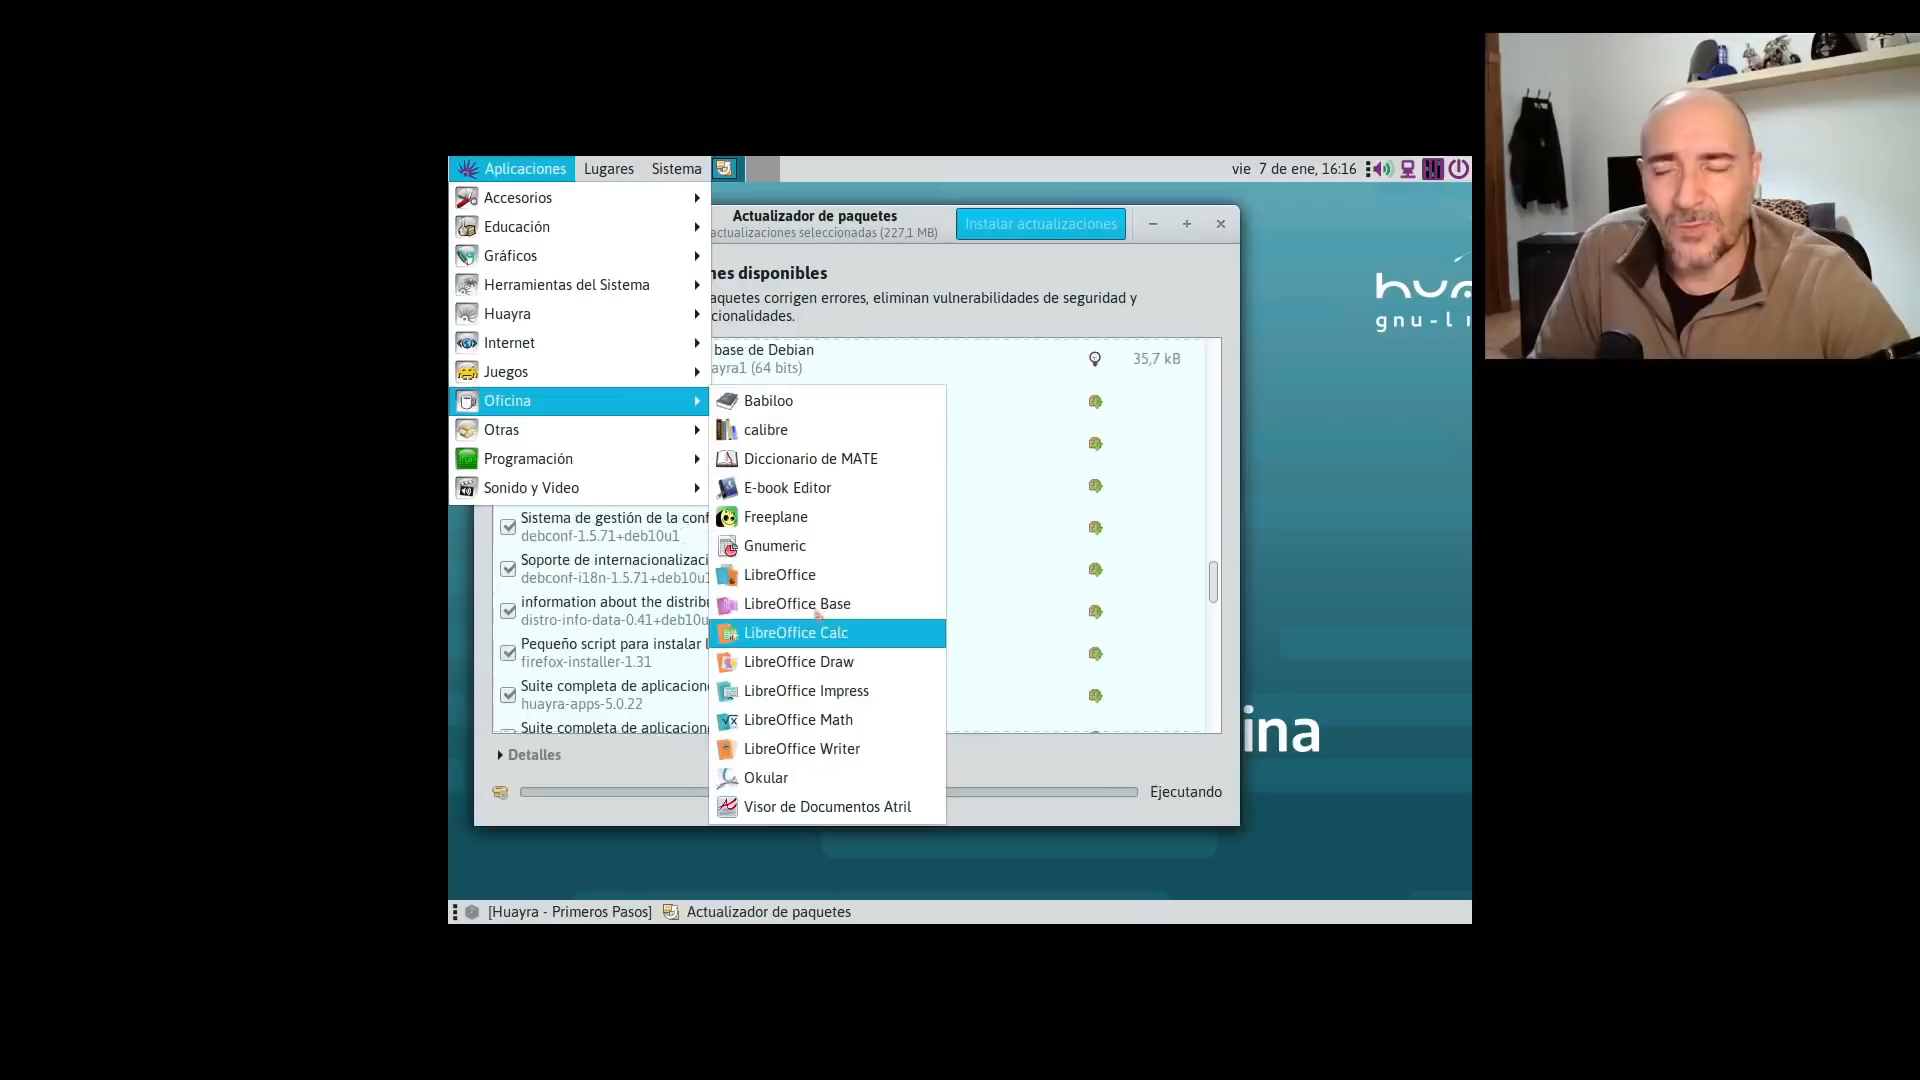 Aplicaciones Lugares Sistema
vie 7 de ene, 16:16
Accesorios
Educación
Gráficos
Herramientas del Sistema
Huayra
Internet
Juegos
Oficina
Otras
Programación
Sonido y Video
Actualizador de paquetes
actualizaciones seleccionadas (227,1 MB)
Instalar actualizaciones
nes disponibles
aquetes corrigen errores, eliminan vulnerabilidades de seguridad y
cionalidades.
base de Debian
ayra1 (64 bits)
35,7 kB
Babiloo
calibre
Diccionario de MATE
E-book Editor
Freeplane
Gnumeric
LibreOffice
LibreOffice Base
LibreOffice Calc
LibreOffice Draw
LibreOffice Impress
LibreOffice Math
LibreOffice Writer
Okular
Visor de Documentos Atril
Sistema de gestión de la conf
debconf-1.5.71+deb10u1
Soporte de internacionalizaci
debconf-i18n-1.5.71+deb10u1
information about the distribu
distro-info-data-0.41+deb10u
Pequeño script para instalar l
firefox-installer-1.31
Suite completa de aplicacione
huayra-apps-5.0.22
Suite completa de aplicacione
Detalles
Ejecutando
gnu-li
ina
[Huayra - Primeros Pasos] Actualizador de paquetes